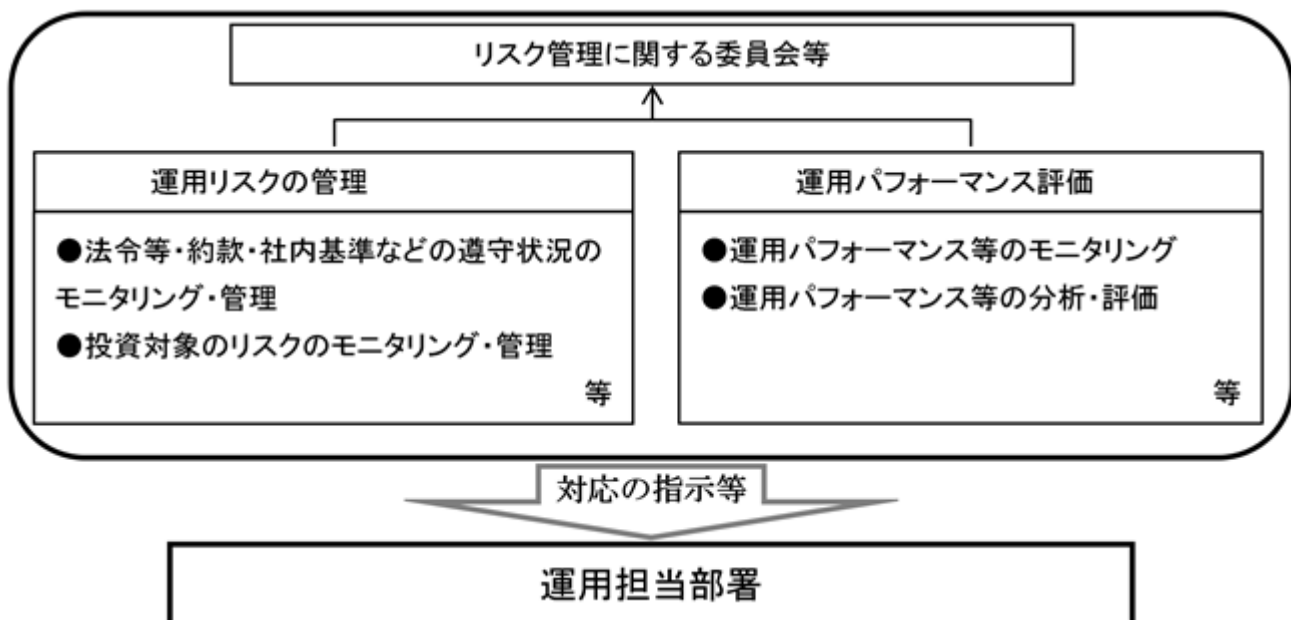 リスク管理に関する委員会等
運用リスクの管理
●法令等・約款・社内基準などの遵守状況の
モニタリング・管理
●投資対象のリスクのモニタリング・管理
等
運用パフォーマンス評価
●運用パフォーマンス等のモニタリング
●運用パフォーマンス等の分析・評価
等
対応の指示等
運用担当部署